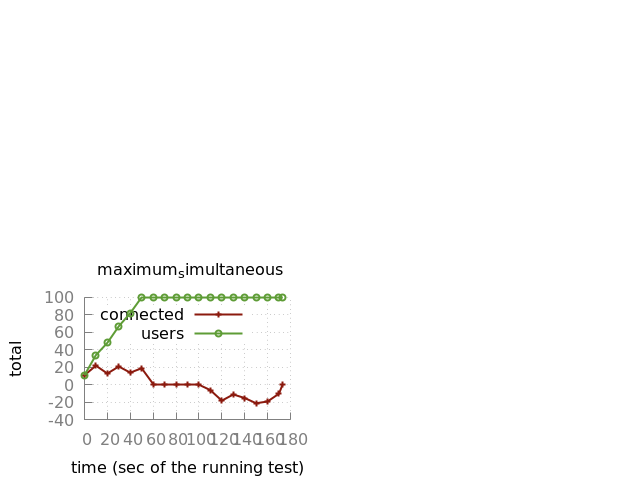 maximumsimultaneous
100
80
60
40
20
0
-20
-40
total
connected
users
0 20 40 60 80 100 120 140 160 180
time (sec of the running test)